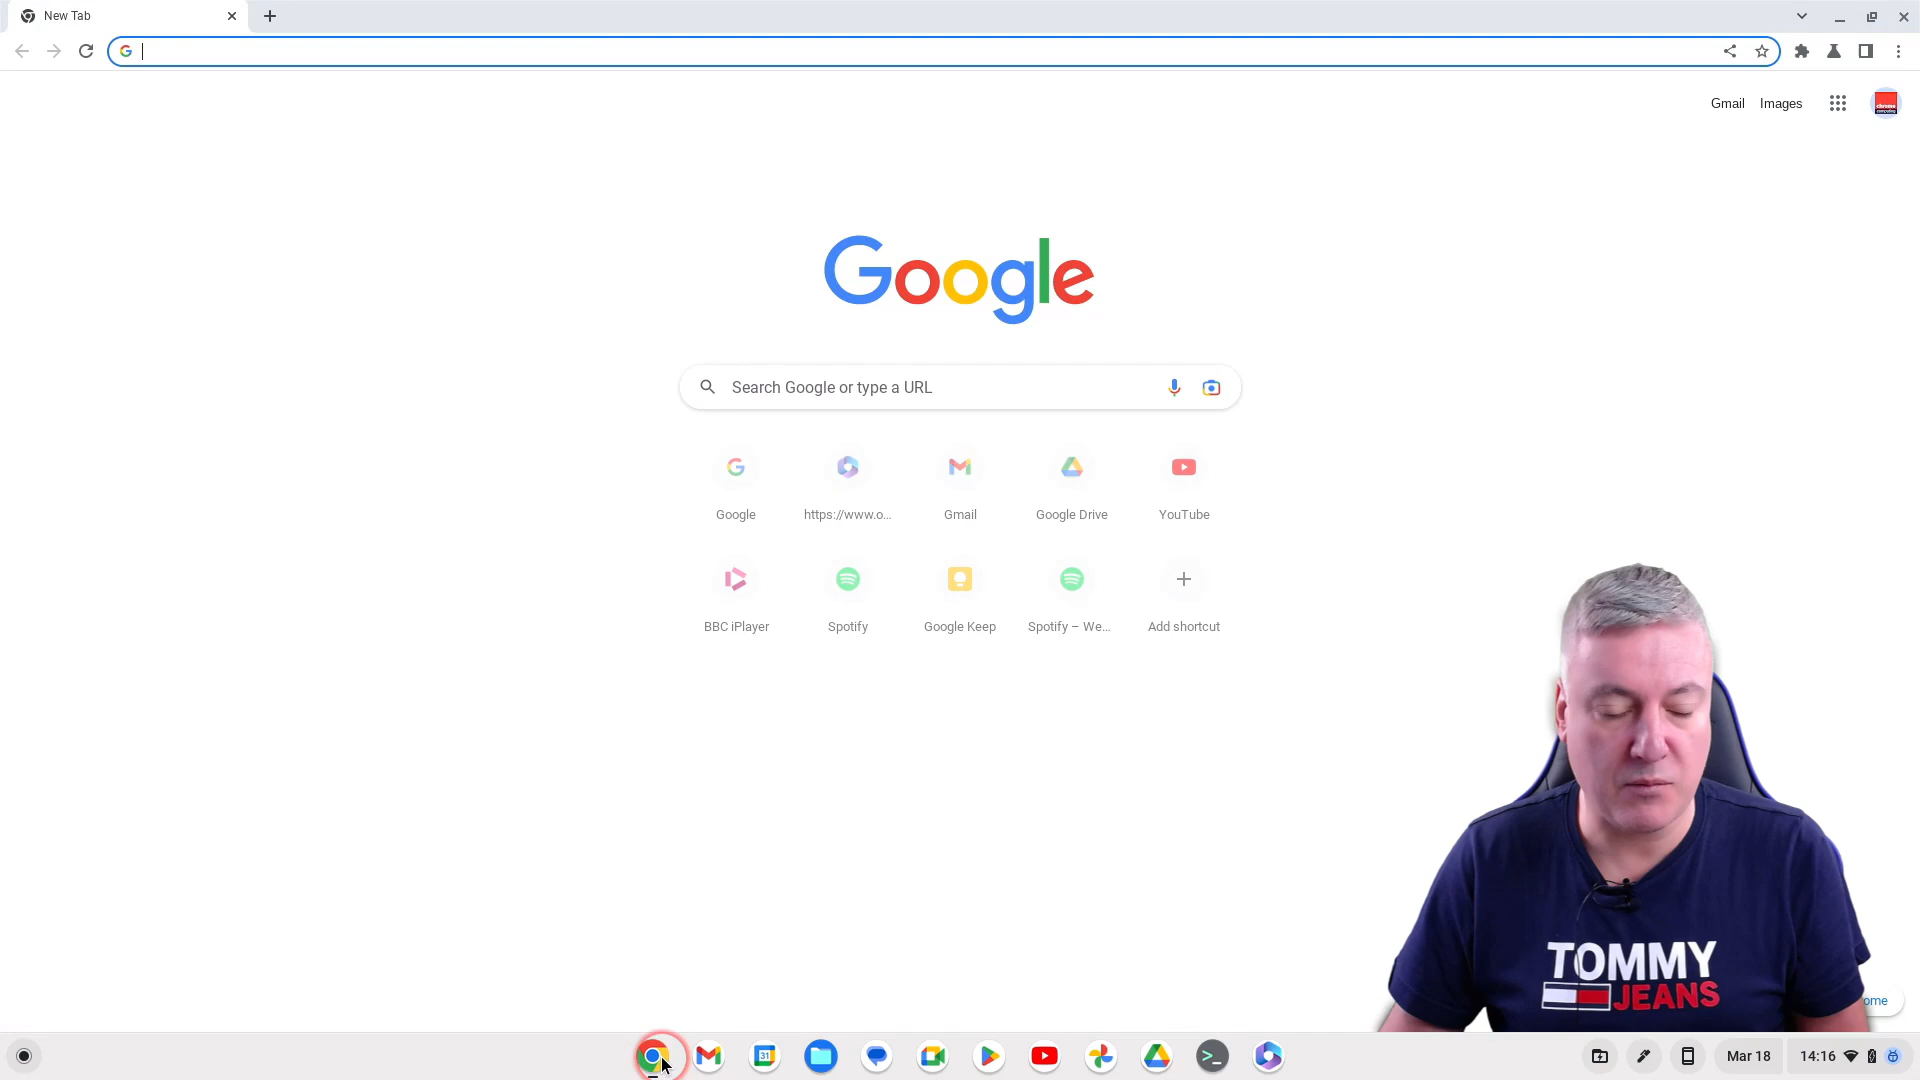 New Tab
Gmail
Images
Google
Search Google or type a URL
Google
https://www.o...
Gmail
Google Drive
YouTube
BBC iPlayer
Spotify
Google Keep
Spotify – We...
Add shortcut
TOMMY
JEANS
ome
31
Mar 18
14:16